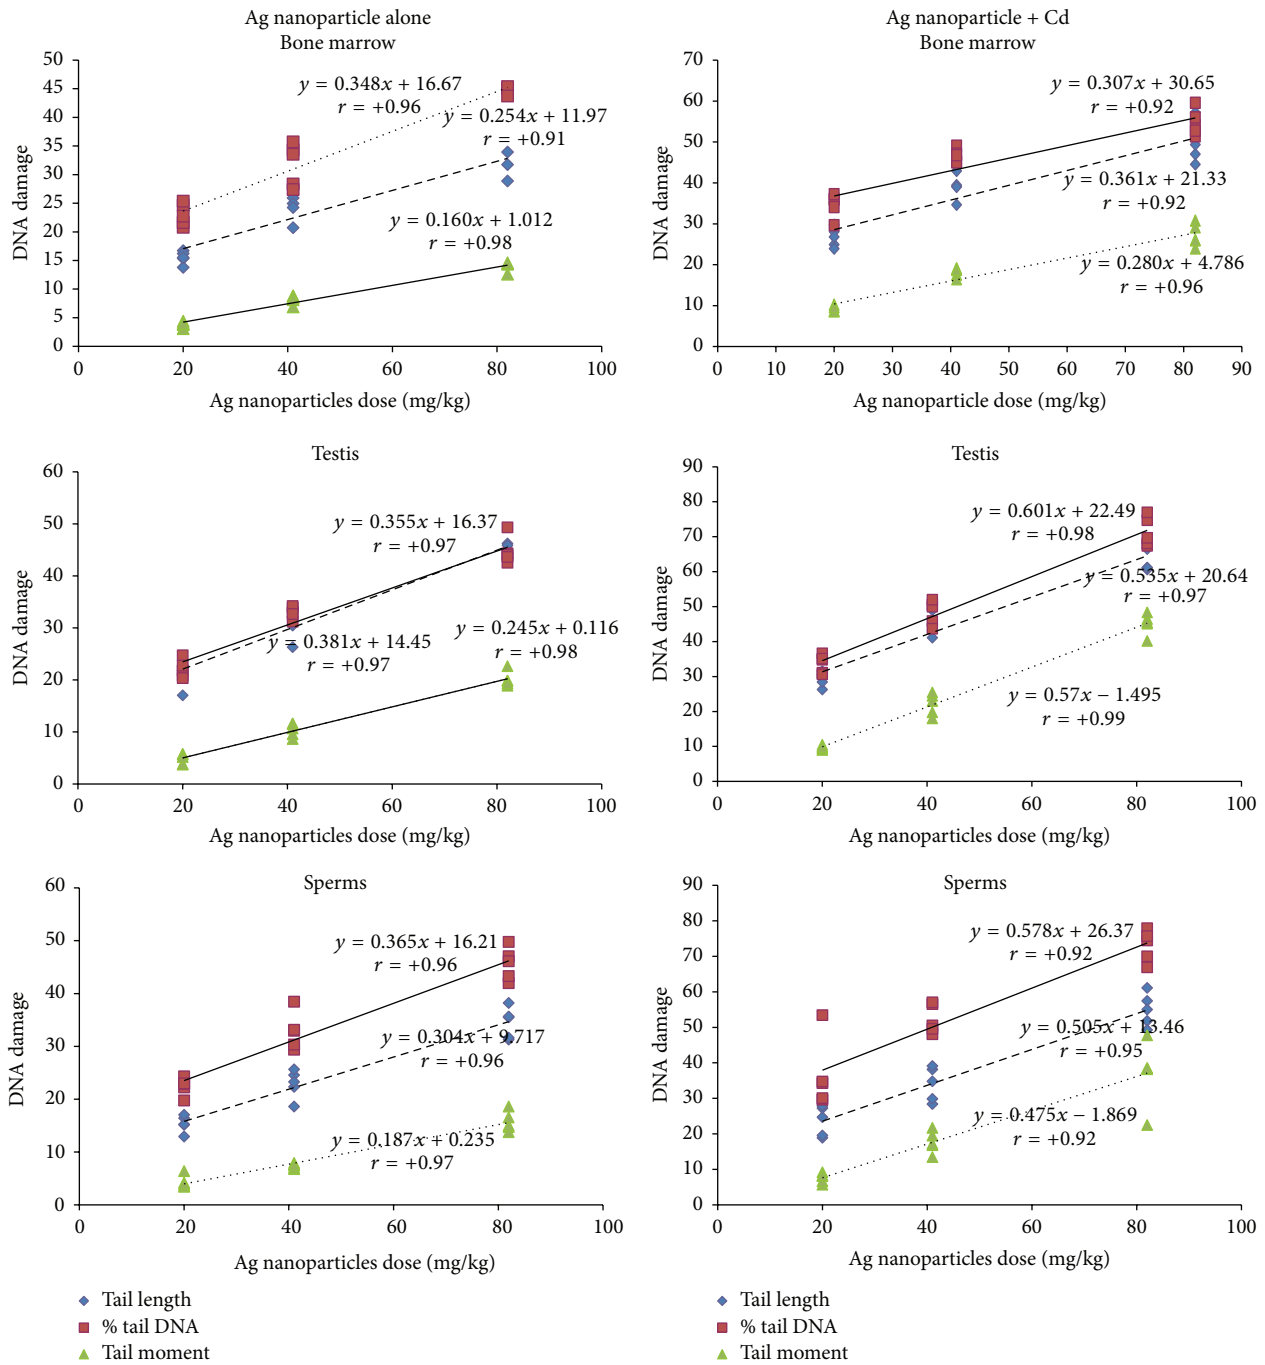 Ag nanoparticle alone
Bone marrow
DNA damage
50
45
40
35
30
25
20
15
10
5
0
y = 0.348x + 16.67
r = +0.96
y = 0.254x + 11.97
r = +0.91
y = 0.160x + 1.012
r = +0.98
0 20 40 60 80 100
Ag nanoparticles dose (mg/kg)
Ag nanoparticle + Cd
Bone marrow
DNA damage
70
60
50
40
30
20
10
0
y = 0.307x + 30.65
r = +0.92
y = 0.361x + 21.33
r = +0.92
y = 0.280x + 4.786
r = +0.96
0 10 20 30 40 50 60 70 80 90
Ag nanoparticle dose (mg/kg)
Testis
DNA damage
60
50
40
30
20
10
0
y = 0.355x + 16.37
r = +0.97
y = 0.381x + 14.45
r = +0.97
y = 0.245x + 0.116
r = +0.98
0 20 40 60 80 100
Ag nanoparticles dose (mg/kg)
Testis
DNA damage
90
80
70
60
50
40
30
20
10
0
y = 0.601x + 22.49
r = +0.98
y = 0.535x + 20.64
r = +0.97
y = 0.57x − 1.495
r = +0.99
0 20 40 60 80 100
Ag nanoparticles dose (mg/kg)
Sperms
DNA damage
60
50
40
30
20
10
0
y = 0.365x + 16.21
r = +0.96
y = 0.304x + 9.717
r = +0.96
y = 0.187x + 0.235
r = +0.97
0 20 40 60 80 100
Ag nanoparticles dose (mg/kg)
Tail length
% tail DNA
Tail moment
Sperms
DNA damage
90
80
70
60
50
40
30
20
10
0
y = 0.578x + 26.37
r = +0.92
y = 0.505x + 13.46
r = +0.95
y = 0.475x − 1.869
r = +0.92
0 20 40 60 80 100
Ag nanoparticles dose (mg/kg)
Tail length
% tail DNA
Tail moment